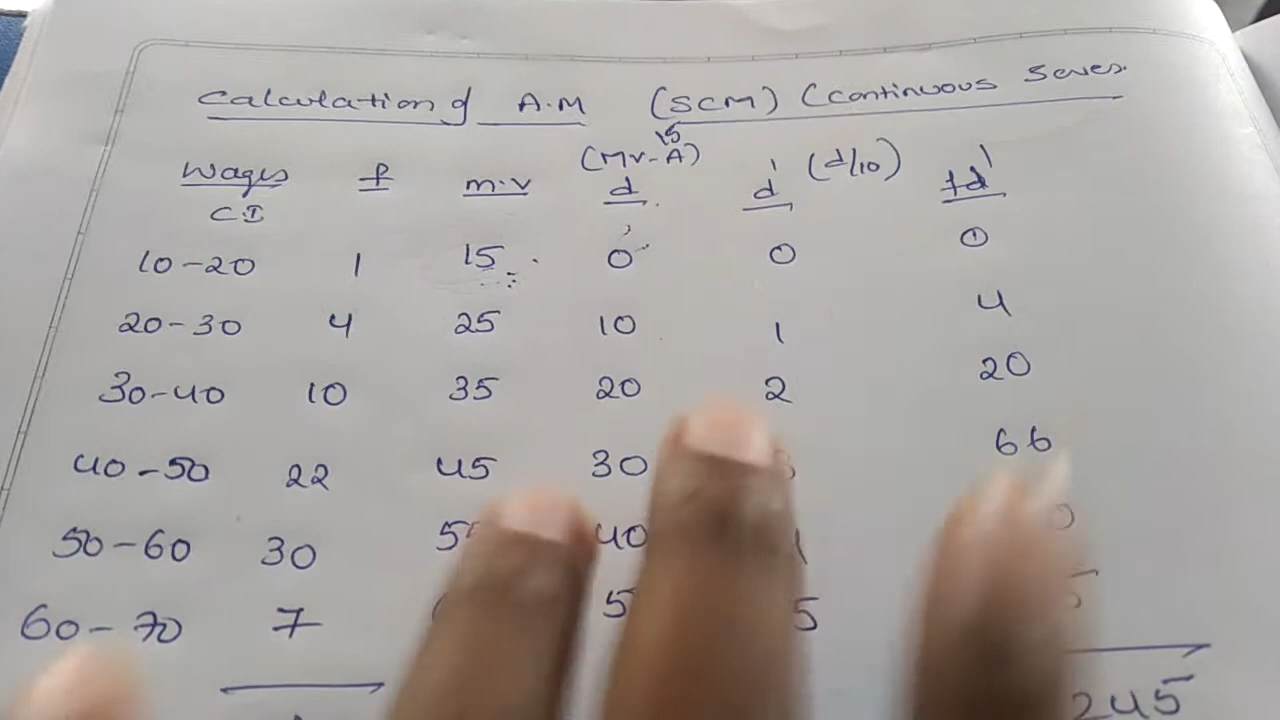 Calculation of A.M (SCM) (Continuous Series.
15
(Mv-A) (d/10)
Wages f m.v d d' fd'
C.I
10-20 1 15 0 0 0
20-30 4 25 10 1 4
30-40 10 35 20 2 20
40-50 22 45 30 66
50-60 30 40
60-70 7 5
245